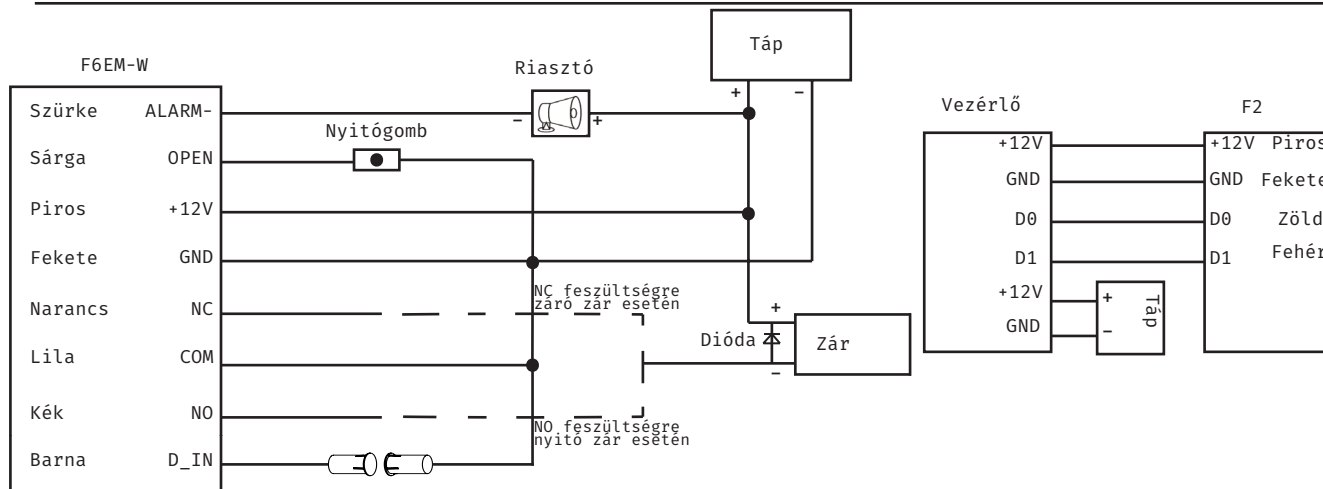 F6EM-W
Szürke ALARM-
Sárga OPEN
Piros +12V
Fekete GND
Narancs NC
Lila COM
Kék NO
Barna D_IN
Riasztó
- +
Nyitógomb
Táp
+ -
NC feszültségre
záró zár esetén
NO feszültségre
nyitó zár esetén
Dióda
+
-
Zár
Vezérlő
+12V
GND
D0
D1
+12V
GND
+
-
Táp
F2
+12V Piros
GND Fekete
D0 Zöld
D1 Fehér